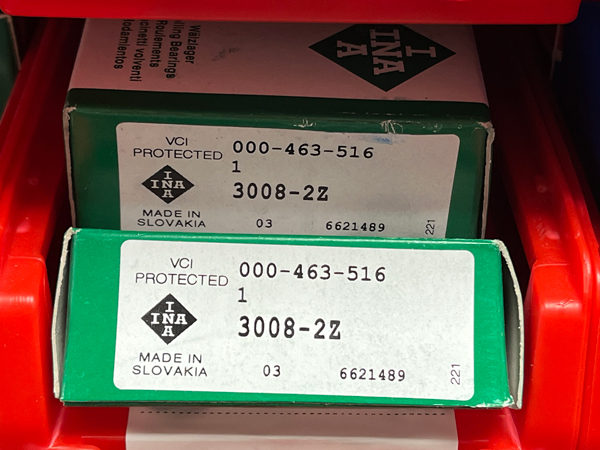 Wälzlager
Rolling Bearings
Roulements
Cuscinetti volventi
Rodamientos
I
INA
A
VCI
PROTECTED
000-463-516
1
I
INA
A
3008-2Z
MADE IN
SLOVAKIA
03
6621489
221
VCI
PROTECTED
000-463-516
1
I
INA
A
3008-2Z
MADE IN
SLOVAKIA
03
6621489
221